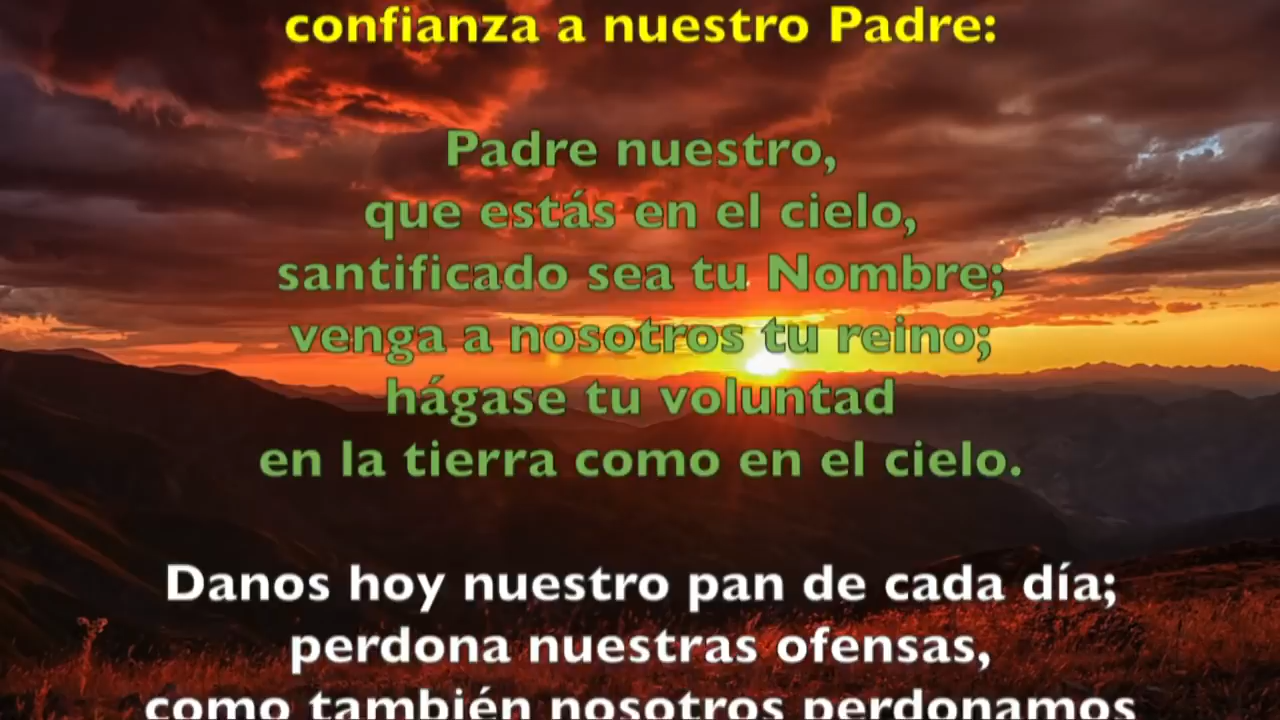 confianza a nuestro Padre:
Padre nuestro,
que estás en el cielo,
santificado sea tu Nombre;
venga a nosotros tu reino;
hágase tu voluntad
en la tierra como en el cielo.
Danos hoy nuestro pan de cada día;
perdona nuestras ofensas,
como también nosotros perdonamos